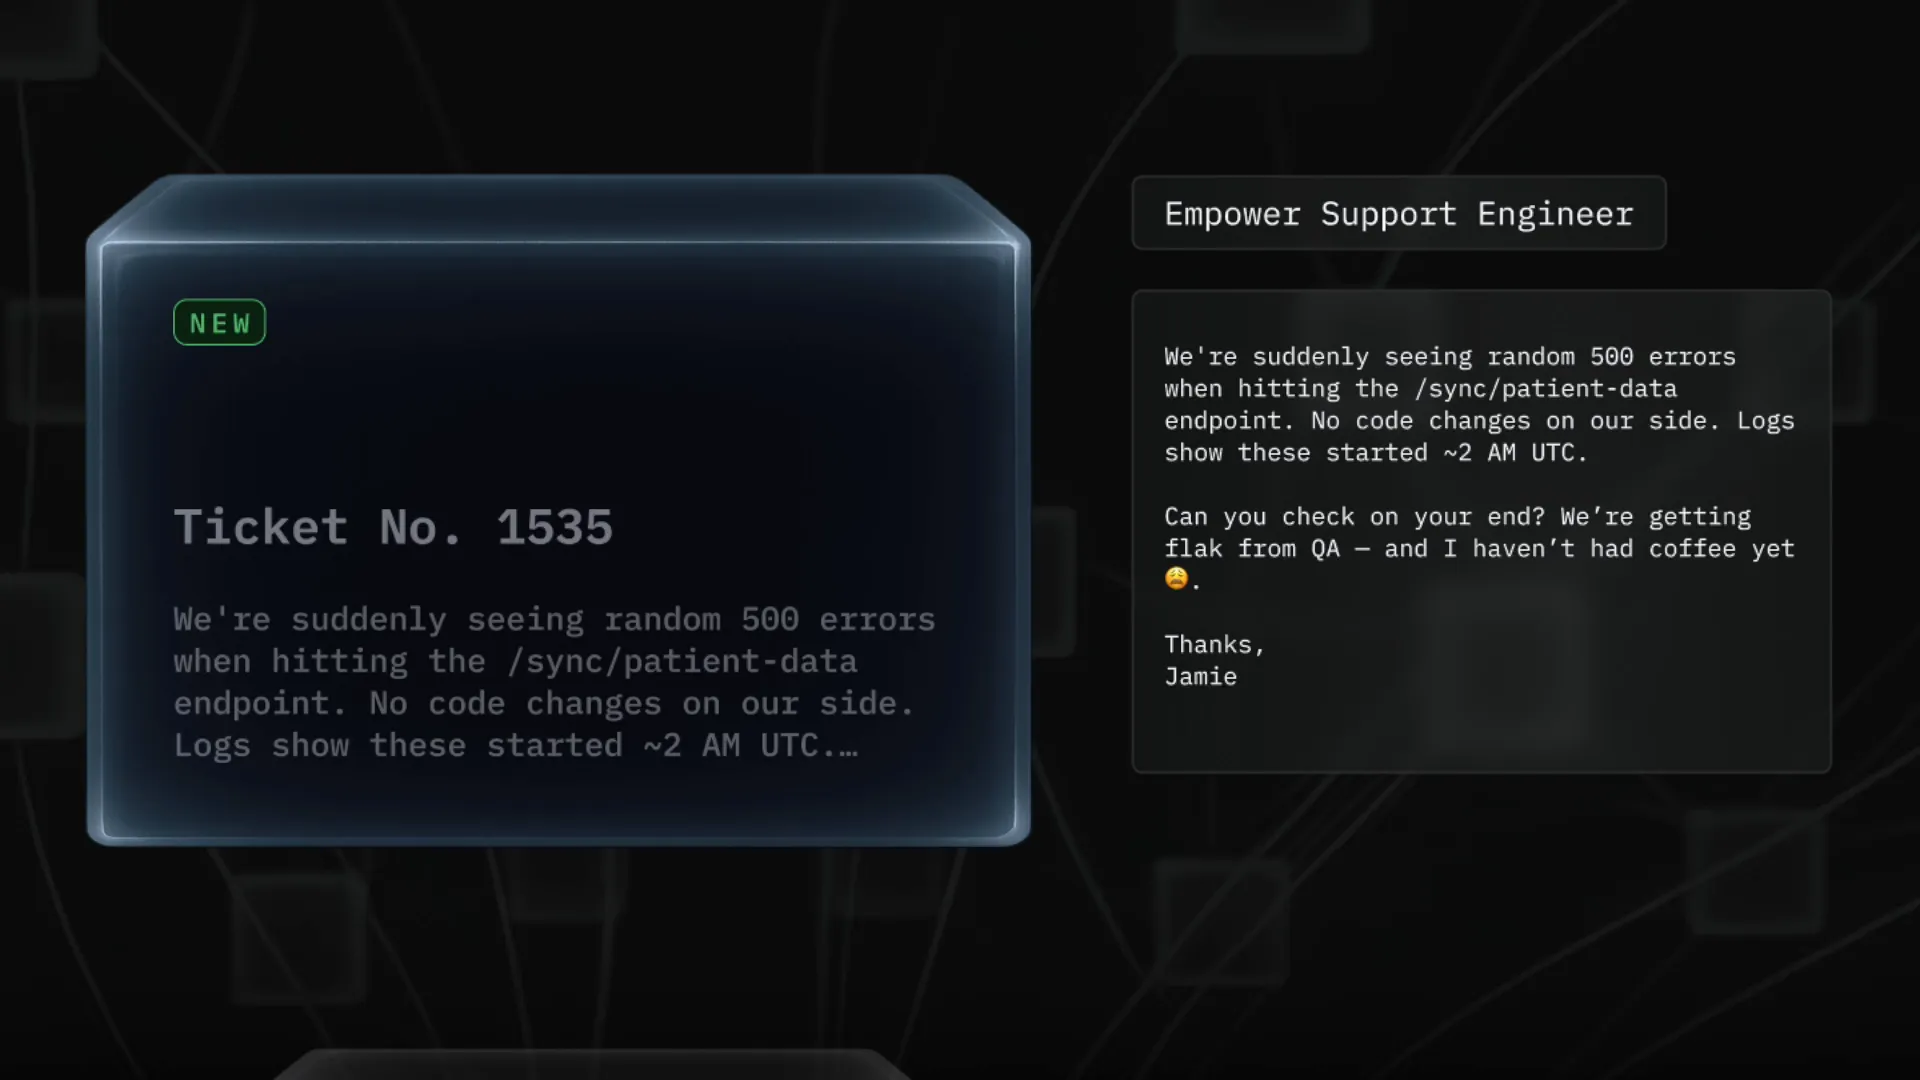 NEW
Ticket No. 1535
We're suddenly seeing random 500 errors
when hitting the /sync/patient-data
endpoint. No code changes on our side.
Logs show these started ~2 AM UTC.…
Empower Support Engineer
We're suddenly seeing random 500 errors
when hitting the /sync/patient-data
endpoint. No code changes on our side. Logs
show these started ~2 AM UTC.
Can you check on your end? We’re getting
flak from QA — and I haven’t had coffee yet
😩.
Thanks,
Jamie